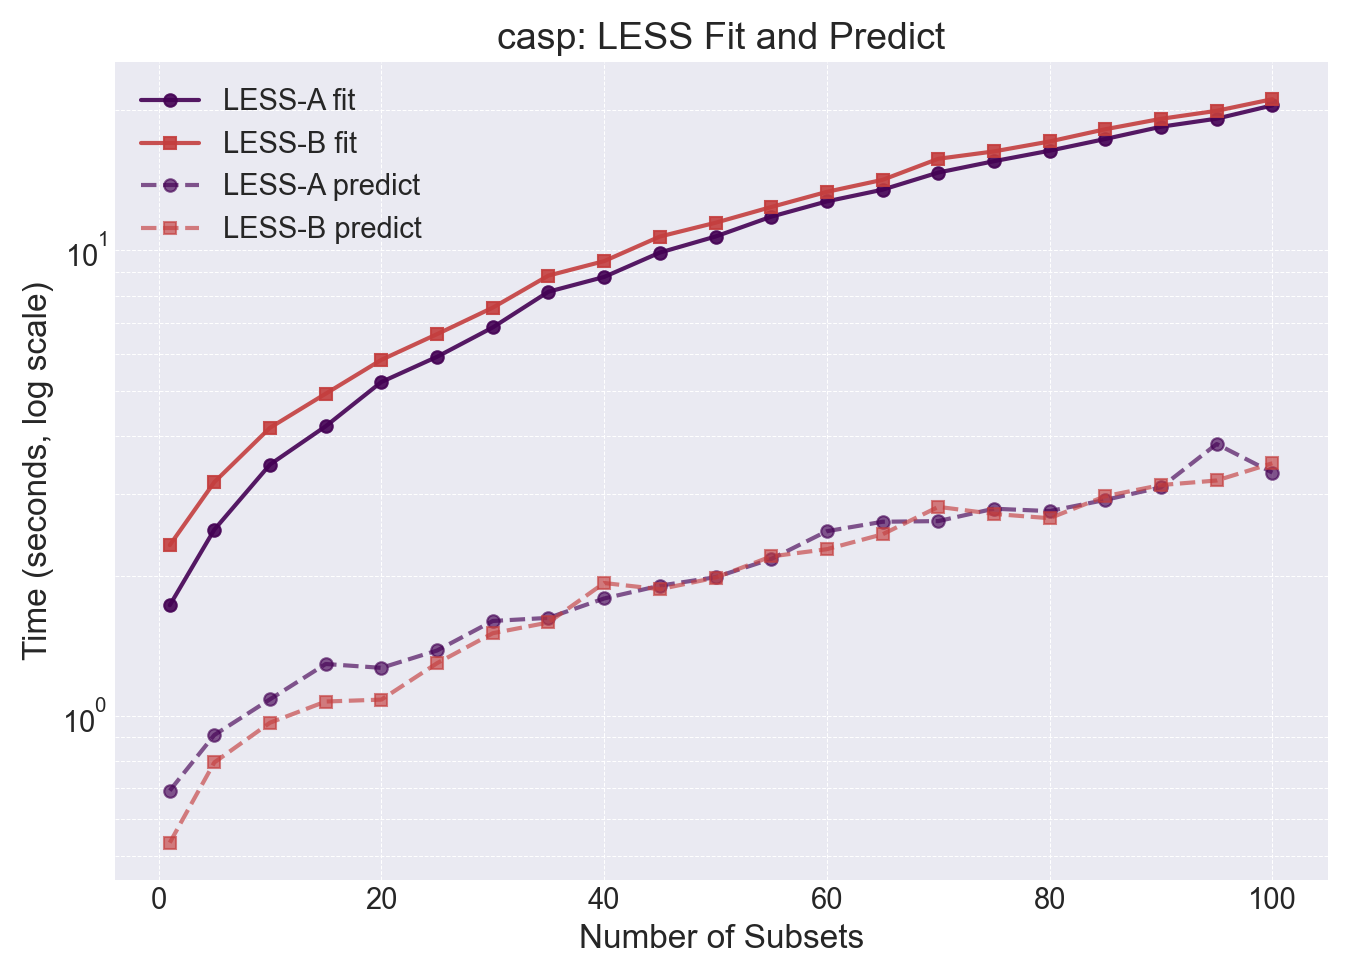 casp: LESS Fit and Predict
LESS-A fit
LESS-B fit
LESS-A predict
LESS-B predict
Time (seconds, log scale)
10¹
10⁰
0 20 40 60 80 100
Number of Subsets